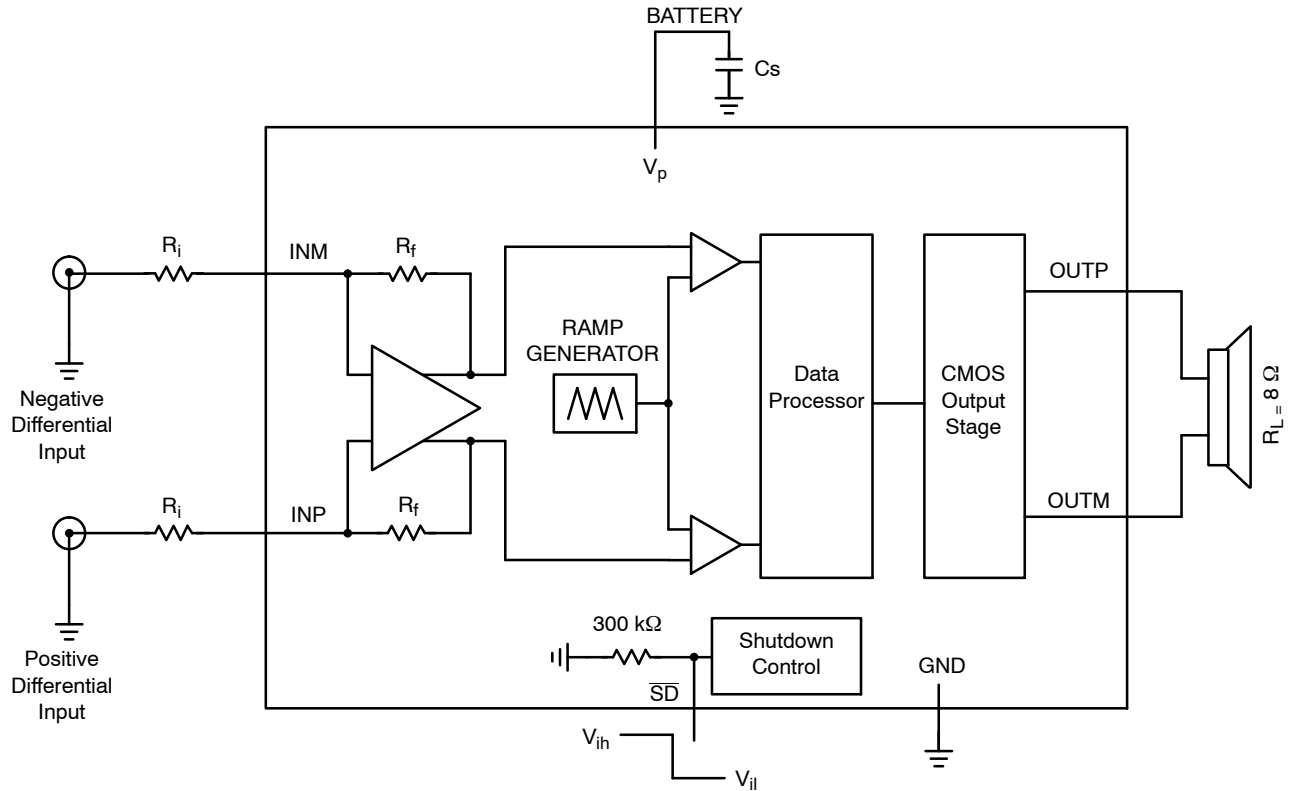 BATTERY
Cs
Vp
Ri
INM
Rf
RAMP
GENERATOR
Data
Processor
CMOS
Output
Stage
OUTP
RL = 8 Ω
Negative
Differential
Input
Ri
INP
Rf
OUTM
300 kΩ
Shutdown
Control
SD
GND
Positive
Differential
Input
Vih
Vil